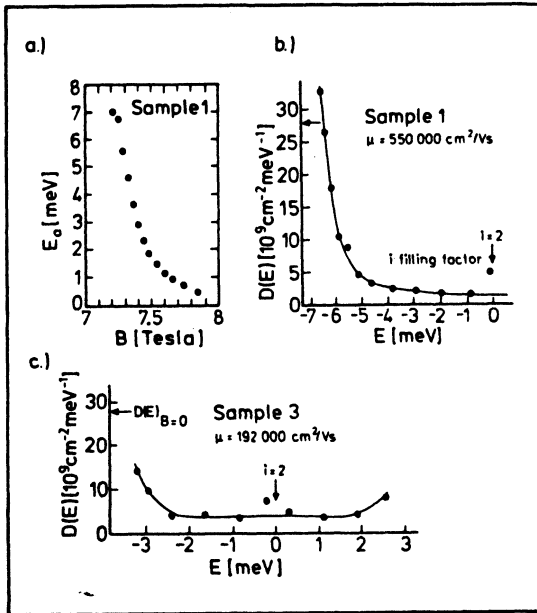 a.)
Sample 1
7
6
5
4
3
2
1
0
Ea [meV]
7 7.5 8
B [Tesla]
b.)
30
25
20
15
10
5
0
D(E) [10⁹cm⁻²meV⁻¹]
Sample 1
μ = 550 000 cm²/Vs
i filling factor
i=2
-7 -6 -5 -4 -3 -2 -1 0
E [meV]
c.)
30
20
10
0
D(E) [10⁹cm⁻²meV⁻¹]
D(E)B=0
Sample 3
μ = 192 000 cm²/Vs
i=2
-3 -2 -1 0 1 2 3
E [meV]